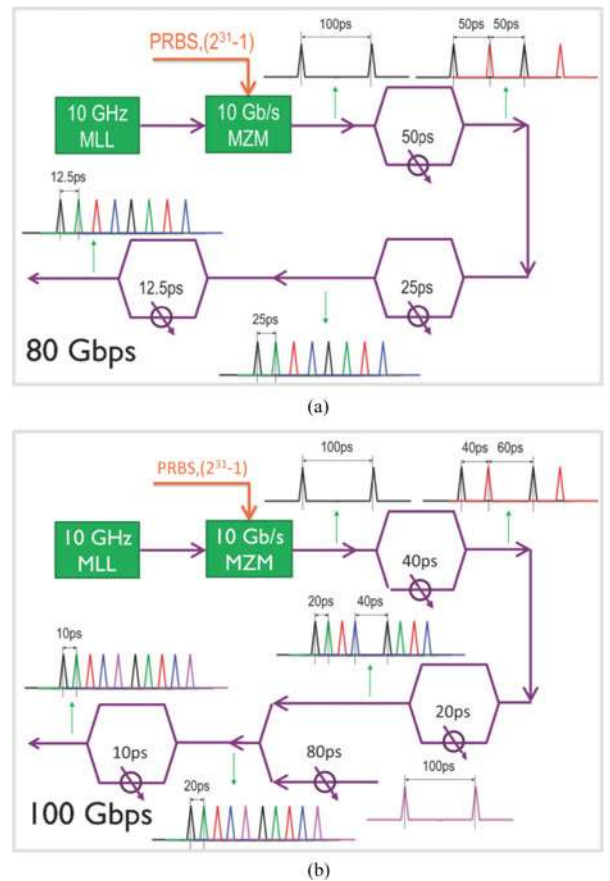 100ps
50ps 50ps
PRBS,(2³¹-1)
10 GHz
MLL
10 Gb/s
MZM
50ps
12.5ps
12.5ps
25ps
25ps
80 Gbps
(a)
100ps
40ps 60ps
PRBS,(2³¹-1)
10 GHz
MLL
10 Gb/s
MZM
40ps
20ps 40ps
10ps
20ps
10ps
80ps
100ps
20ps
100 Gbps
(b)